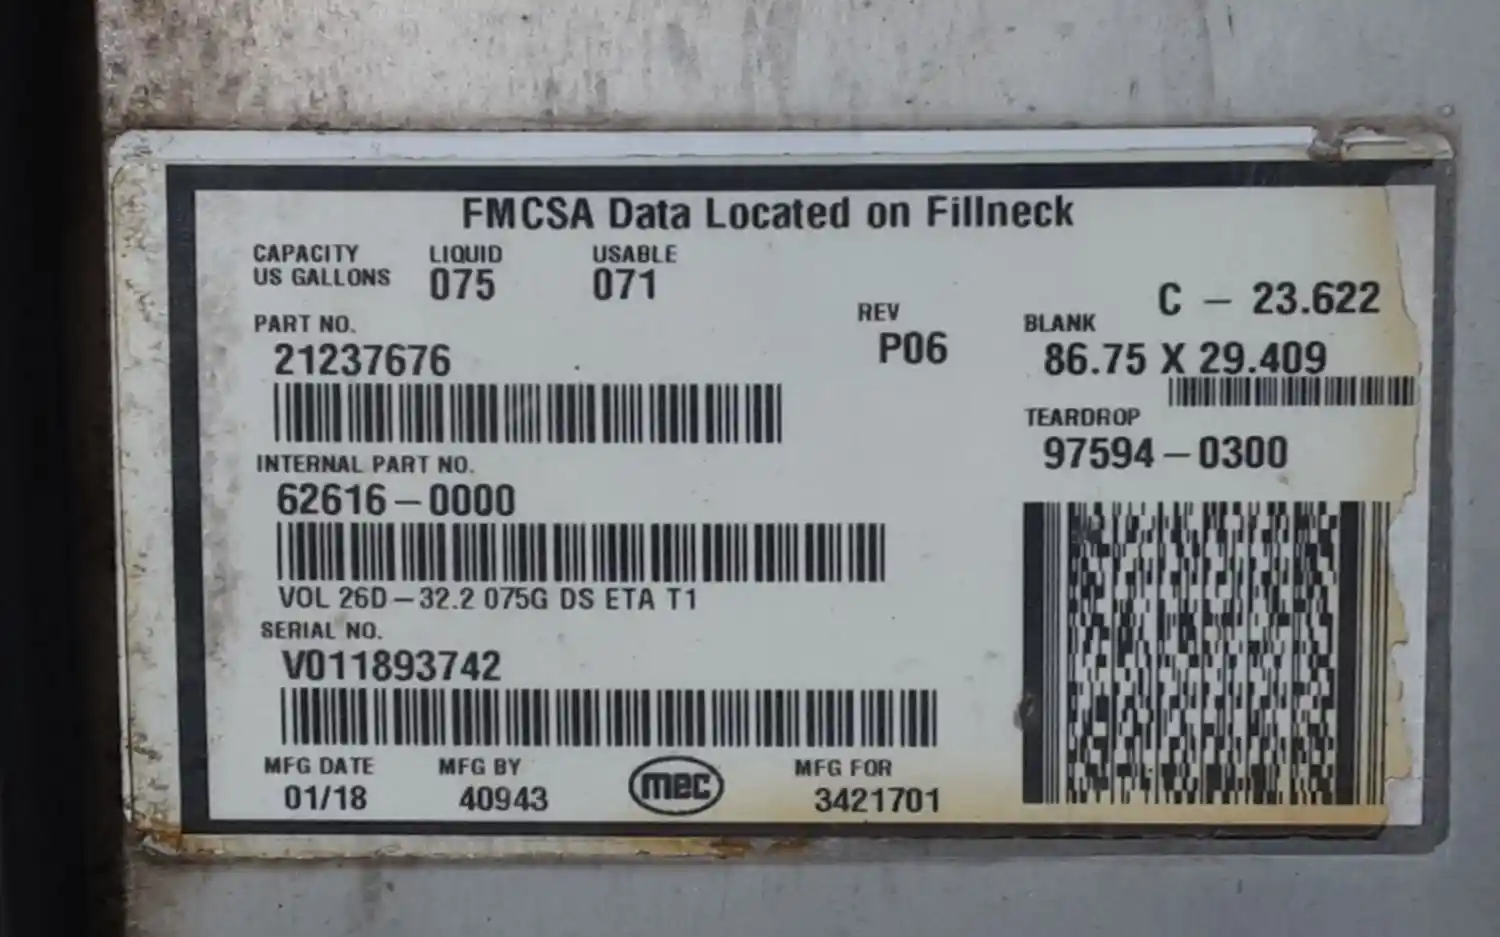 FMCSA Data Located on Fillneck
CAPACITY
US GALLONS
LIQUID
075
USABLE
071
PART NO.
21237676
REV
P06
C – 23.622
BLANK
86.75 X 29.409
TEARDROP
97594–0300
INTERNAL PART NO.
62616–0000
VOL 26D–32.2 075G DS ETA T1
SERIAL NO.
V011893742
MFG DATE
01/18
MFG BY
40943
mec
MFG FOR
3421701